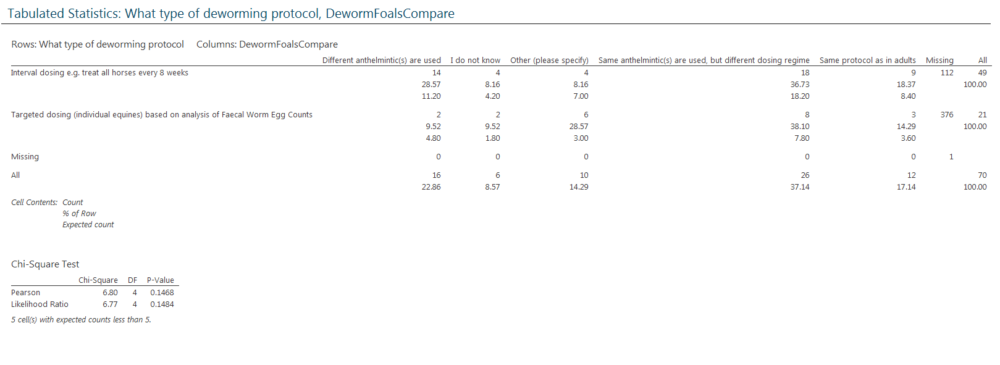 Tabulated Statistics: What type of deworming protocol, DewormFoalsCompare
Rows: What type of deworming protocol Columns: DewormFoalsCompare
Different anthelmintic(s) are used I do not know Other (please specify) Same anthelmintic(s) are used, but different dosing regime Same protocol as in adults Missing All
Interval dosing e.g. treat all horses every 8 weeks 14 4 4 18 9 112 49
28.57 8.16 8.16 36.73 18.37 100.00
11.20 4.20 7.00 18.20 8.40
Targeted dosing (individual equines) based on analysis of Faecal Worm Egg Counts 2 2 6 8 3 376 21
9.52 9.52 28.57 38.10 14.29 100.00
4.80 1.80 3.00 7.80 3.60
Missing 0 0 0 0 0 1
All 16 6 10 26 12 70
22.86 8.57 14.29 37.14 17.14 100.00
Cell Contents: Count
% of Row
Expected count
Chi-Square Test
Chi-Square DF P-Value
Pearson 6.80 4 0.1468
Likelihood Ratio 6.77 4 0.1484
5 cell(s) with expected counts less than 5.